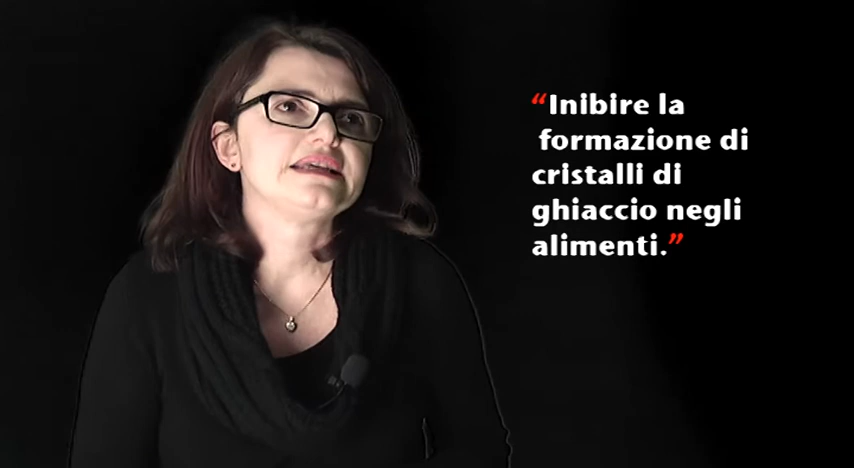 “Inibire la
formazione di
cristalli di
ghiaccio negli
alimenti.”